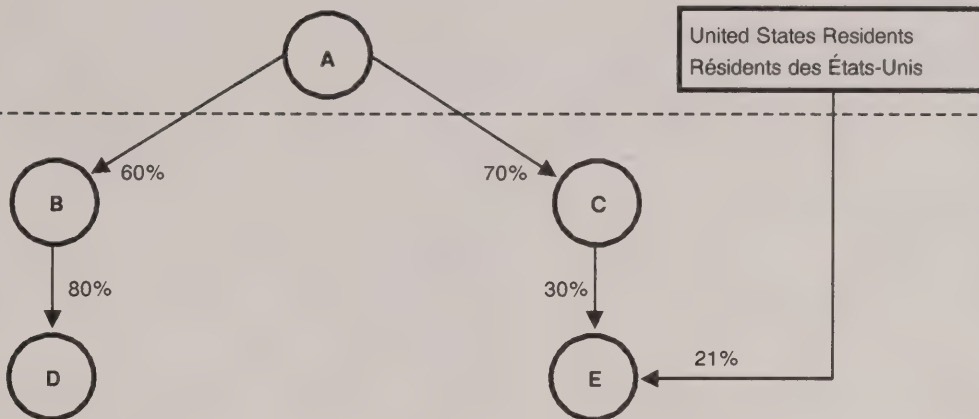 A
United States Residents
Résidents des États-Unis
60%
70%
B
C
80%
30%
D
E
21%